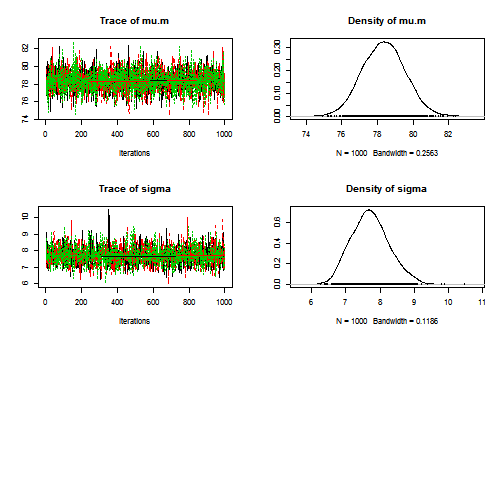 Trace of mu.m
74 76 78 80 82
0 200 400 600 800 1000
Iterations
Density of mu.m
0.00 0.10 0.20 0.30
74 76 78 80 82
N = 1000 Bandwidth = 0.2563
Trace of sigma
6 7 8 9 10
0 200 400 600 800 1000
Iterations
Density of sigma
0.0 0.2 0.4 0.6
6 7 8 9 10 11
N = 1000 Bandwidth = 0.1186